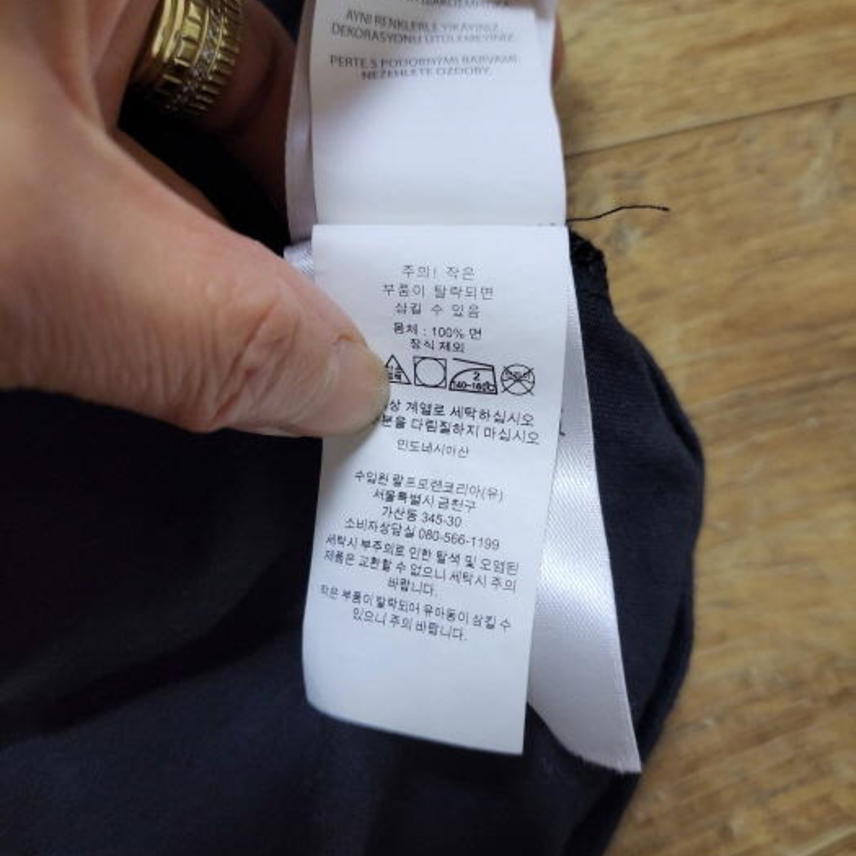 AYNI RENKLERLE YIKAYINIZ.
DEKORASYONU ÜTÜLEMEYİNİZ.
PERTE S PODOBNÝMI BARVAMI.
NEŽEHLETE OZDOBY.
주의! 작은
부품이 탈락되면
삼킬 수 있음
몸체 : 100% 면
장식 제외
2
140~160℃
상 계열로 세탁하십시오
분을 다림질하지 마십시오
인도네시아산
수입원 랄프로렌코리아(유)
서울특별시 금천구
가산동 345-30
소비자상담실 080-566-1199
세탁시 부주의로 인한 탈색 및 오염된
제품은 교환할 수 없으니 세탁시 주의
바랍니다.
작은 부품이 탈락되어 유아동이 삼킬 수
있으니 주의 바랍니다.